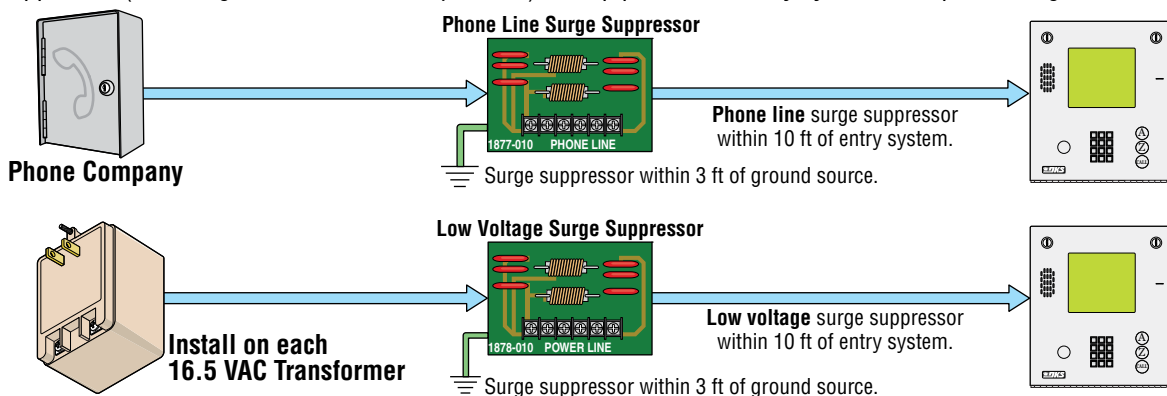 Phone Line Surge Suppressor
1877-010 PHONE LINE
Phone line surge suppressor
within 10 ft of entry system.
A
Z
CALL
Phone Company
Surge suppressor within 3 ft of ground source.
Low Voltage Surge Suppressor
1878-010 POWER LINE
Low voltage surge suppressor
within 10 ft of entry system.
A
Z
CALL
Install on each
16.5 VAC Transformer
Surge suppressor within 3 ft of ground source.